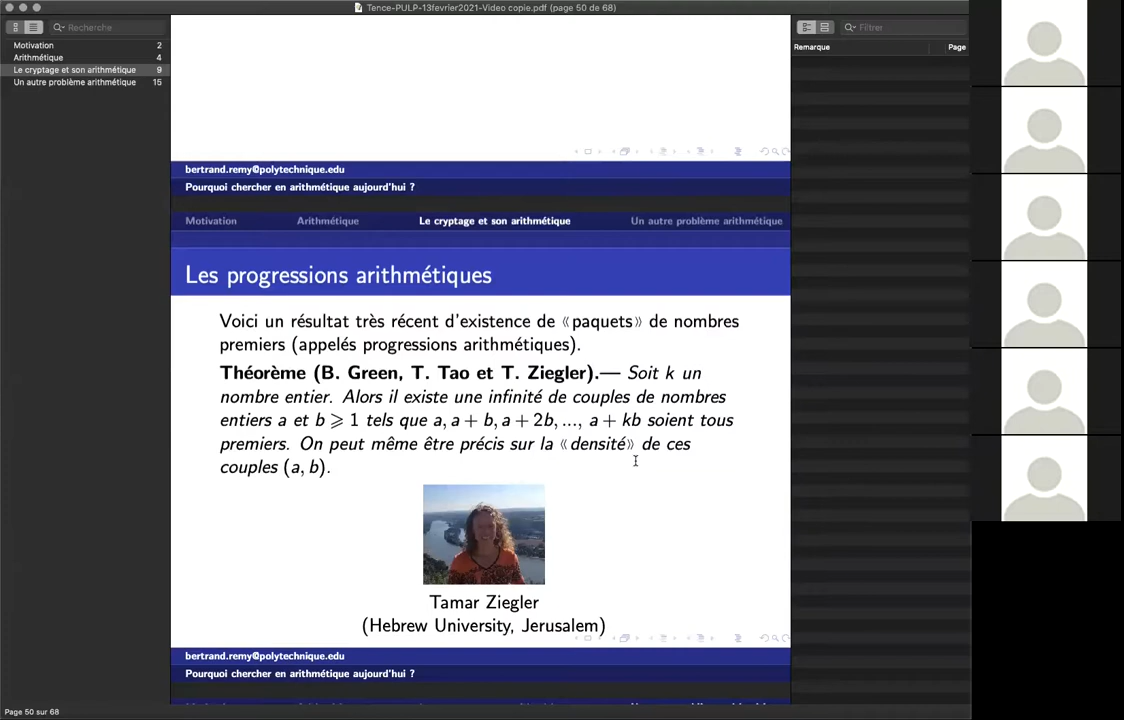 Tence-PULP-13fevrier2021-Video copie.pdf (page 50 de 68)
Recherche
Filtrer
Motivation 2
Arithmétique 4
Le cryptage et son arithmétique 9
Un autre problème arithmétique 15
Remarque Page
bertrand.remy@polytechnique.edu
Pourquoi chercher en arithmétique aujourd'hui ?
Motivation Arithmétique Le cryptage et son arithmétique Un autre problème arithmétique
Les progressions arithmétiques
Voici un résultat très récent d'existence de «paquets» de nombres
premiers (appelés progressions arithmétiques).
Théorème (B. Green, T. Tao et T. Ziegler).— Soit k un
nombre entier. Alors il existe une infinité de couples de nombres
entiers a et b ⩾ 1 tels que a, a + b, a + 2b, ..., a + kb soient tous
premiers. On peut même être précis sur la «densité» de ces
couples (a, b).
Tamar Ziegler
(Hebrew University, Jerusalem)
bertrand.remy@polytechnique.edu
Pourquoi chercher en arithmétique aujourd'hui ?
Page 50 sur 68